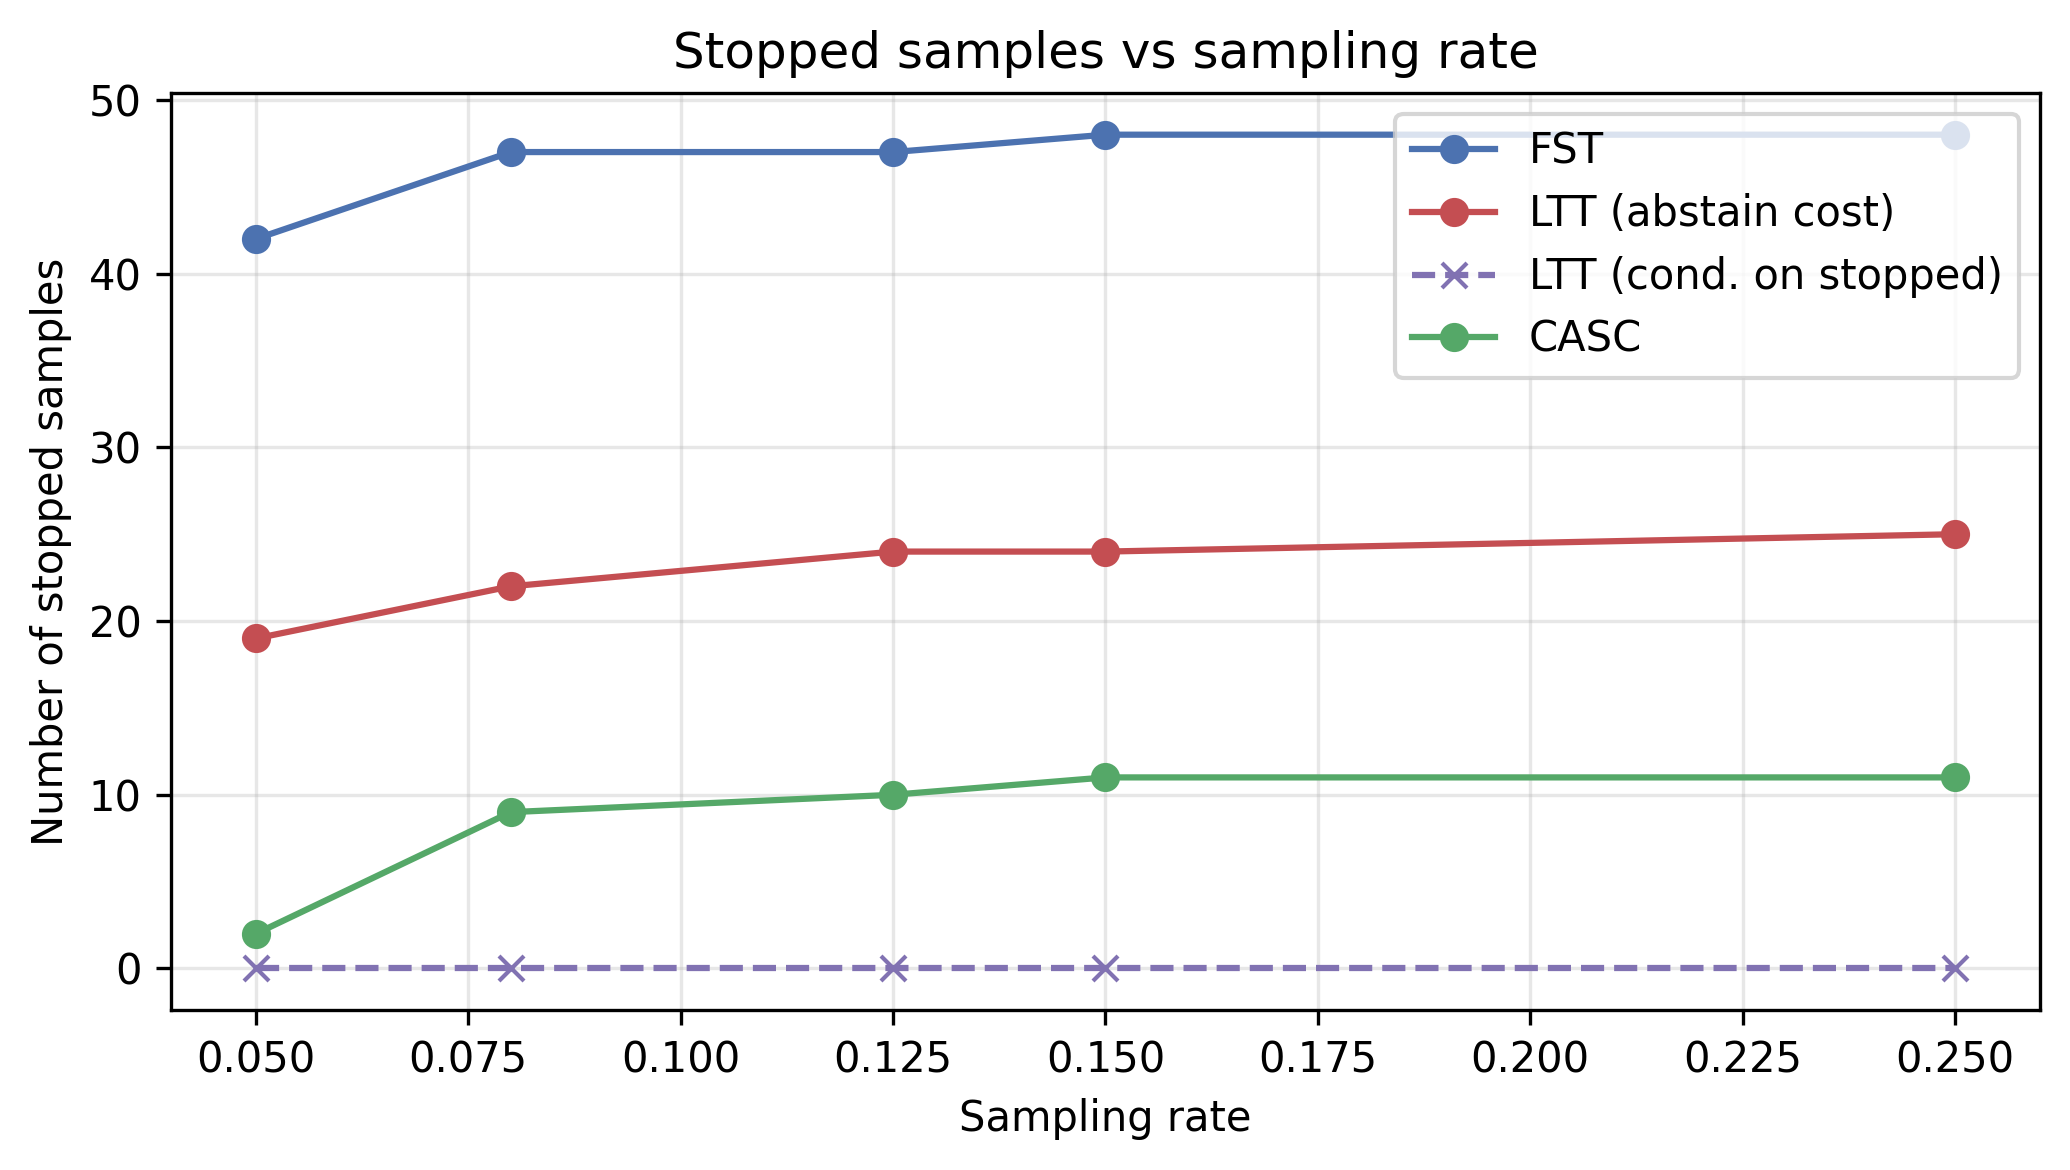 Stopped samples vs sampling rate
50
40
30
20
10
0
Number of stopped samples
FST
LTT (abstain cost)
LTT (cond. on stopped)
CASC
0.050 0.075 0.100 0.125 0.150 0.175 0.200 0.225 0.250
Sampling rate